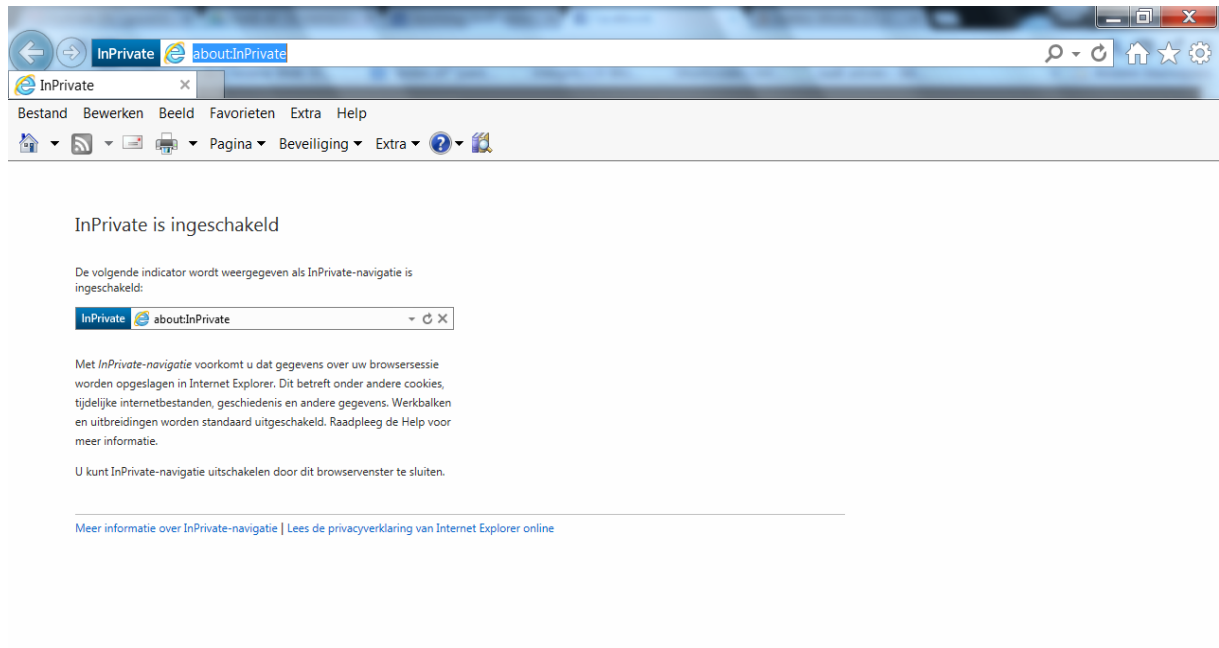 InPrivate about:InPrivate
InPrivate
Bestand Bewerken Beeld Favorieten Extra Help
Pagina Beveiliging Extra
InPrivate is ingeschakeld
De volgende indicator wordt weergegeven als InPrivate-navigatie is
ingeschakeld:
InPrivate about:InPrivate
Met InPrivate-navigatie voorkomt u dat gegevens over uw browsersessie
worden opgeslagen in Internet Explorer. Dit betreft onder andere cookies,
tijdelijke internetbestanden, geschiedenis en andere gegevens. Werkbalken
en uitbreidingen worden standaard uitgeschakeld. Raadpleeg de Help voor
meer informatie.
U kunt InPrivate-navigatie uitschakelen door dit browservenster te sluiten.
Meer informatie over InPrivate-navigatie | Lees de privacyverklaring van Internet Explorer online